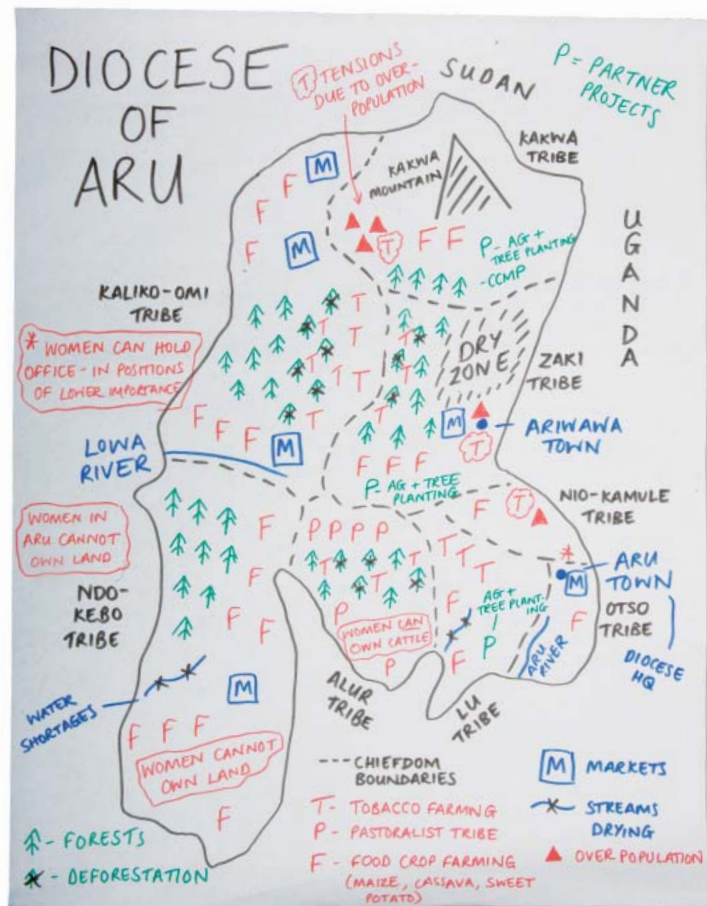 DIOCESE
OF
ARU
T TENSIONS
DUE TO OVER-
POPULATION
SUDAN
P = PARTNER
PROJECTS
KAKWA
TRIBE
KAKWA
MOUNTAIN
UGANDA
M
F
F
F
M
T
F F
P - AG +
TREE PLANTING
- CCMP
KALIKO-OMI
TRIBE
* WOMEN CAN HOLD
OFFICE - IN POSITIONS
OF LOWER IMPORTANCE
T
T
T
T
T
T
T
T
T
T
T
T
DRY
ZONE
ZAKI
TRIBE
F
F F F
M
M
ARIWAWA
TOWN
T
F F F
P - AG + TREE
PLANTING
LOWA
RIVER
NIO-KAMULE
TRIBE
F
T
*
WOMEN IN
ARU CANNOT
OWN LAND
F
F
F
F
P P P P
T
T
T
T
T
T
T
P
WOMEN CAN
OWN CATTLE
P
F
F
AG +
TREE PLANT-
ING
P
M
ARU
TOWN
OTSO
TRIBE
F
ARU
RIVER
DIOCESE
HQ
NDO-
KEBO
TRIBE
WATER
SHORTAGES
M
F F F
WOMEN CANNOT
OWN LAND
F
ALUR
TRIBE
LU
TRIBE
--- CHIEFDOM
BOUNDARIES
T - TOBACCO FARMNG
P - PASTORALIST TRIBE
F - FOOD CROP FARMING
(MAIZE, CASSAVA, SWEET
POTATO)
M MARKETS
STREAMS
DRYING
OVER POPULATION
- FORESTS
- DEFORESTATION